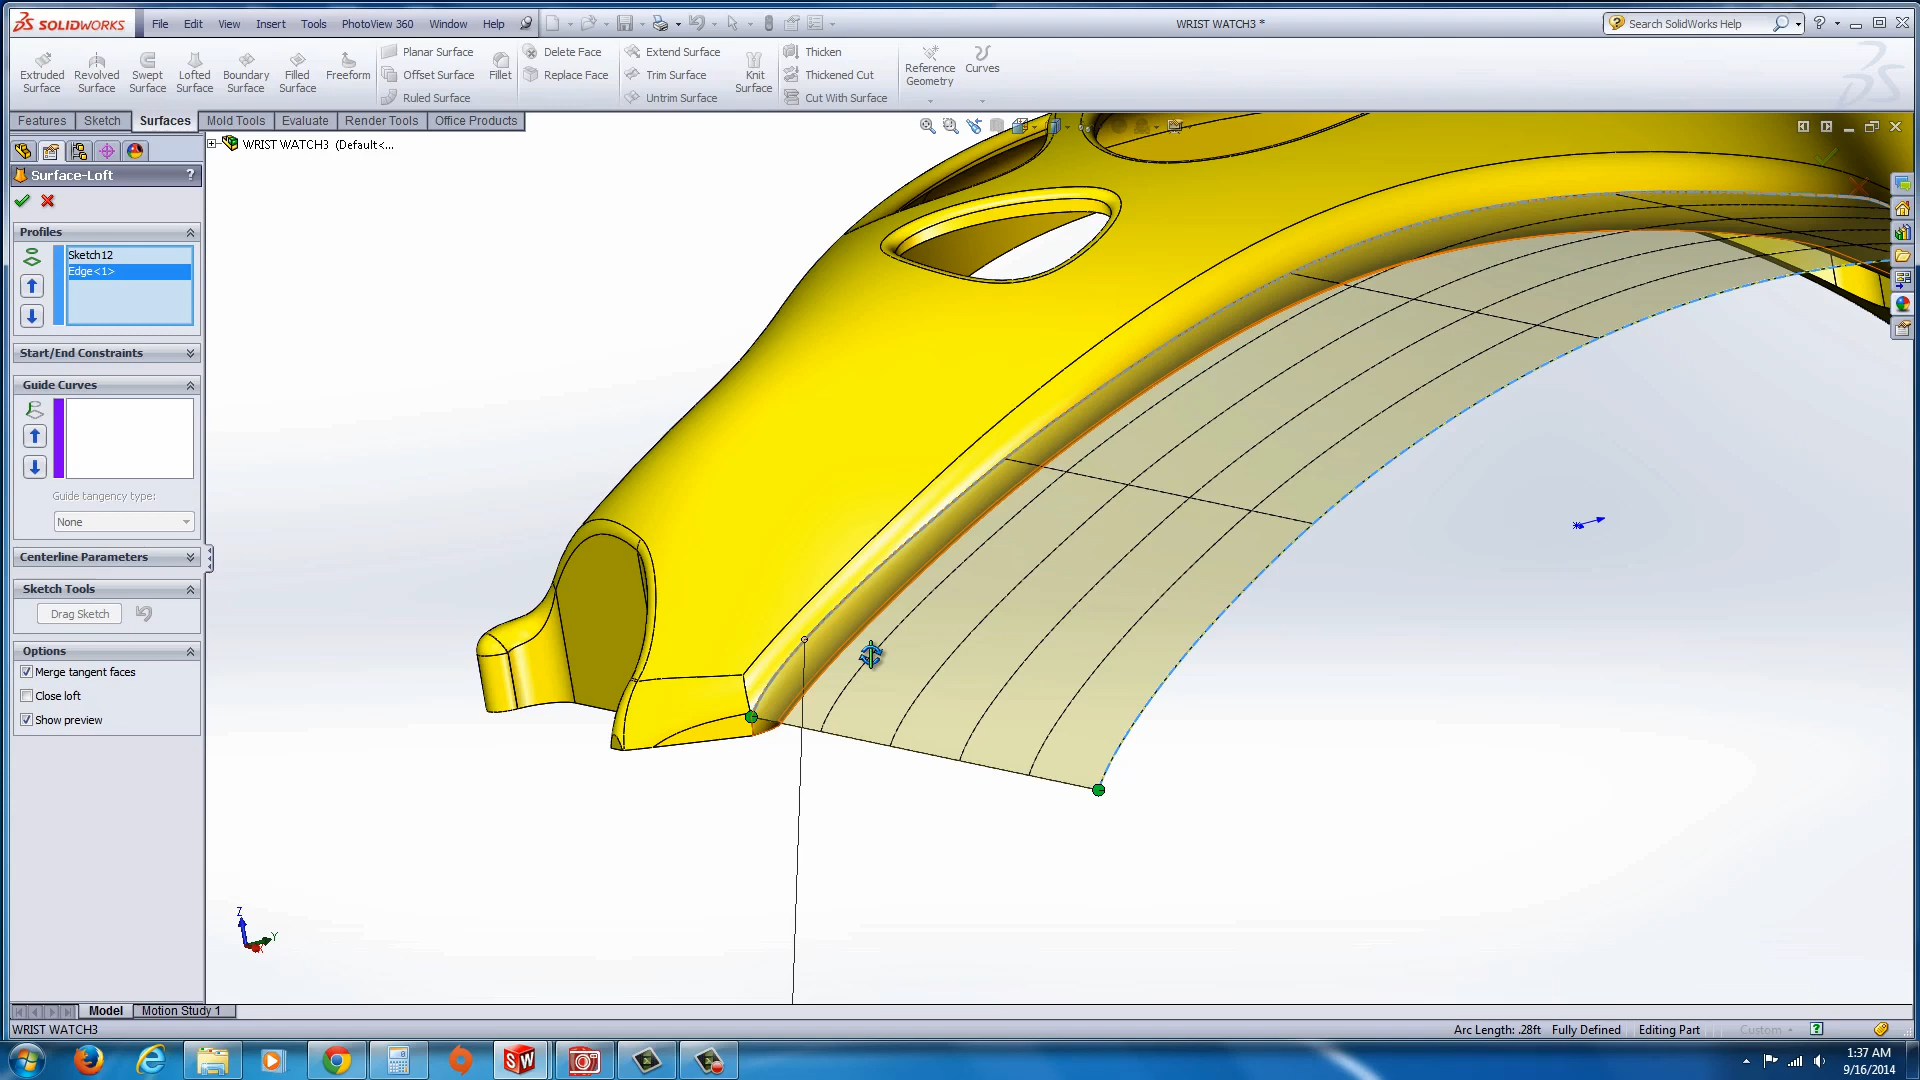 SOLIDWORKS File Edit View Insert Tools PhotoView 360 Window Help WRIST WATCH3 * Search SolidWorks Help
Extruded Surface
Revolved Surface
Swept Surface
Lofted Surface
Boundary Surface
Filled Surface
Freeform
Planar Surface
Offset Surface
Ruled Surface
Fillet
Delete Face
Replace Face
Extend Surface
Trim Surface
Untrim Surface
Knit Surface
Thicken
Thickened Cut
Cut With Surface
Reference Geometry
Curves
Features Sketch Surfaces Mold Tools Evaluate Render Tools Office Products
WRIST WATCH3 (Default<...
Surface-Loft ?
Profiles
Sketch12
Edge<1>
Start/End Constraints
Guide Curves
Guide tangency type:
None
Centerline Parameters
Sketch Tools
Drag Sketch
Options
Merge tangent faces
Close loft
Show preview
Z
Y
Model Motion Study 1
WRIST WATCH3 Arc Length: .28ft Fully Defined Editing Part Custom
SW
1:37 AM
9/16/2014